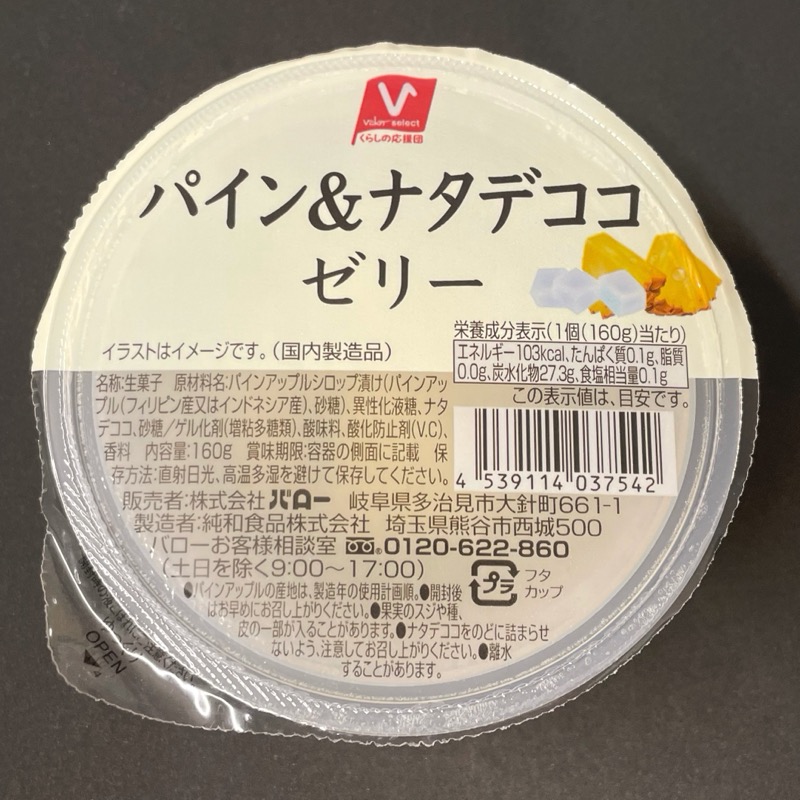 V
Valor select
くらしの応援団
パイン&ナタデココ
ゼリー
イラストはイメージです。(国内製造品)
栄養成分表示(1個(160g)当たり)
エネルギー103kcal、たんぱく質0.1g、脂質
0.0g、炭水化物27.3g、食塩相当量0.1g
この表示値は、目安です。
名称:生菓子 原材料名:パインアップルシロップ漬け(パインアッ
プル(フィリピン産又はインドネシア産)、砂糖)、異性化液糖、ナタ
デココ、砂糖/ゲル化剤(増粘多糖類)、酸味料、酸化防止剤(V.C)、
香料 内容量:160g 賞味期限:容器の側面に記載 保
存方法:直射日光、高温多湿を避けて保存してください。
4 539114 037542
販売者:株式会社バロー 岐阜県多治見市大針町661-1
製造者:純和食品株式会社 埼玉県熊谷市西城500
バローお客様相談室 0120-622-860
(土日を除く9:00〜17:00)
プラ
フタ
カップ
●パインアップルの産地は、製造年の使用計画順。●開封後
はお早めにお召し上がりください。●果実のスジや種、
皮の一部が入ることがあります。●ナタデココをのどに詰まらせ
ないよう、注意してお召し上がりください。●離水
することがあります。
OPEN